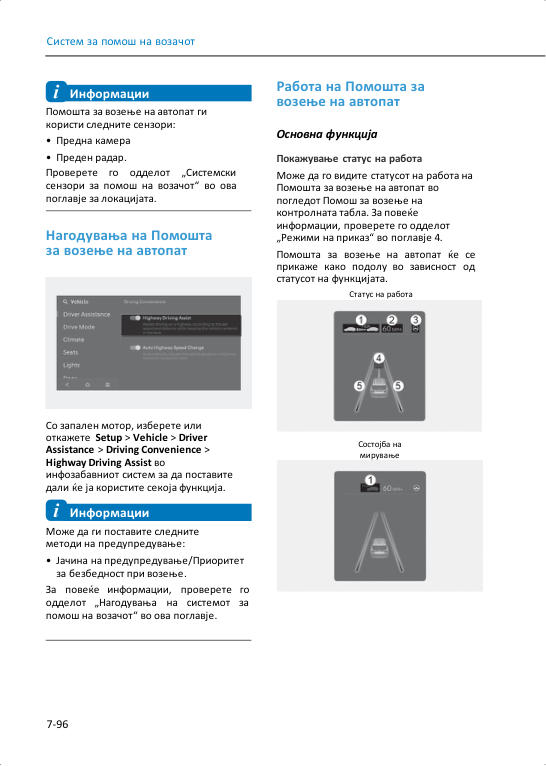 Систем за помош на возачот
i Информации
Помошта за возење на автопат ги
користи следните сензори:
• Предна камера
• Преден радар.
Проверете го одделот „Системски
сензори за помош на возачот“ во ова
поглавје за локацијата.
Нагодувања на Помошта
за возење на автопат
Vehicle
Driving Convenience
Driver Assistance
Highway Driving Assist
Drive Mode
Climate
Auto Highway Speed Change
Seats
Lights
Со запален мотор, изберете или
откажете Setup > Vehicle > Driver
Assistance > Driving Convenience >
Highway Driving Assist во
инфозабавниот систем за да поставите
дали ќе ја користите секоја функција.
i Информации
Може да ги поставите следните
методи на предупредување:
• Јачина на предупредување/Приоритет
за безбедност при возење.
За повеќе информации, проверете го
одделот „Нагодувања на системот за
помош на возачот“ во ова поглавје.
Работа на Помошта за
возење на автопат
Основна функција
Покажување статус на работа
Може да го видите статусот на работа на
Помошта за возење на автопат во
погледот Помош за возење на
контролната табла. За повеќе
информации, проверете го одделот
„Режими на приказ“ во поглавје 4.
Помошта за возење на автопат ќе се
прикаже како подолу во зависност од
статусот на функцијата.
Статус на работа
1 2 3
60 MPH
4
5 5
Состојба на
мирување
1
60 MPH
7-96